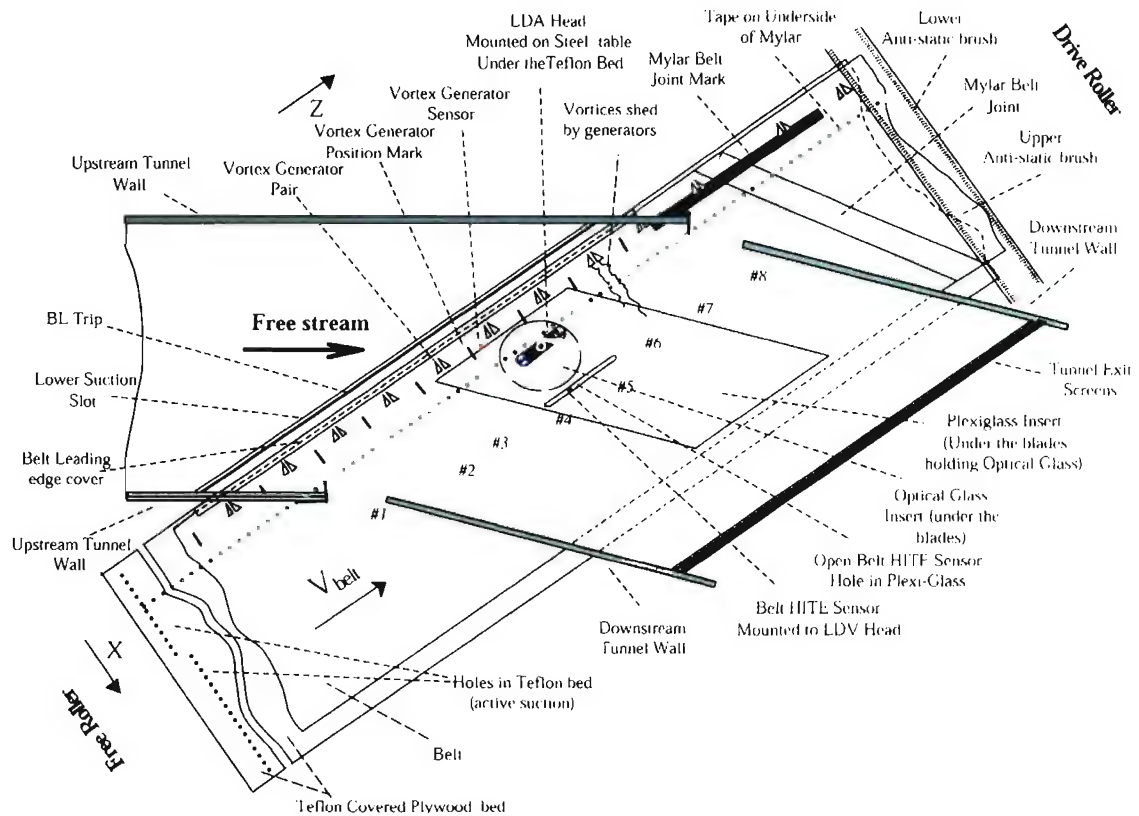 LDA Head
Mounted on Steel table
Under the Teflon Bed
Tape on Underside
of Mylar
Lower
Anti-static brush
Drive Roller
Mylar Belt
Joint Mark
Mylar Belt
Joint
Z
Vortex Generator
Sensor
Vortices shed
by generators
Vortex Generator
Position Mark
Upper
Anti-static brush
Upstream Tunnel
Wall
Vortex Generator
Pair
Downstream
Tunnel Wall
#8
#7
BL Trip
Free stream
#6
Lower Suction
Slot
#5
Tunnel Exit
Screens
#4
Plexiglass Insert
(Under the blades
holding Optical Glass)
#3
Belt Leading
edge cover
#2
Optical Glass
Insert (under the
blades)
#1
Upstream Tunnel
Wall
Open Belt HITE Sensor
Hole in Plexi-Glass
V belt
Belt HITE Sensor
Mounted to LDV Head
Downstream
Tunnel Wall
X
Holes in Teflon bed
(active suction)
Free Roller
Belt
Teflon Covered Plywood bed